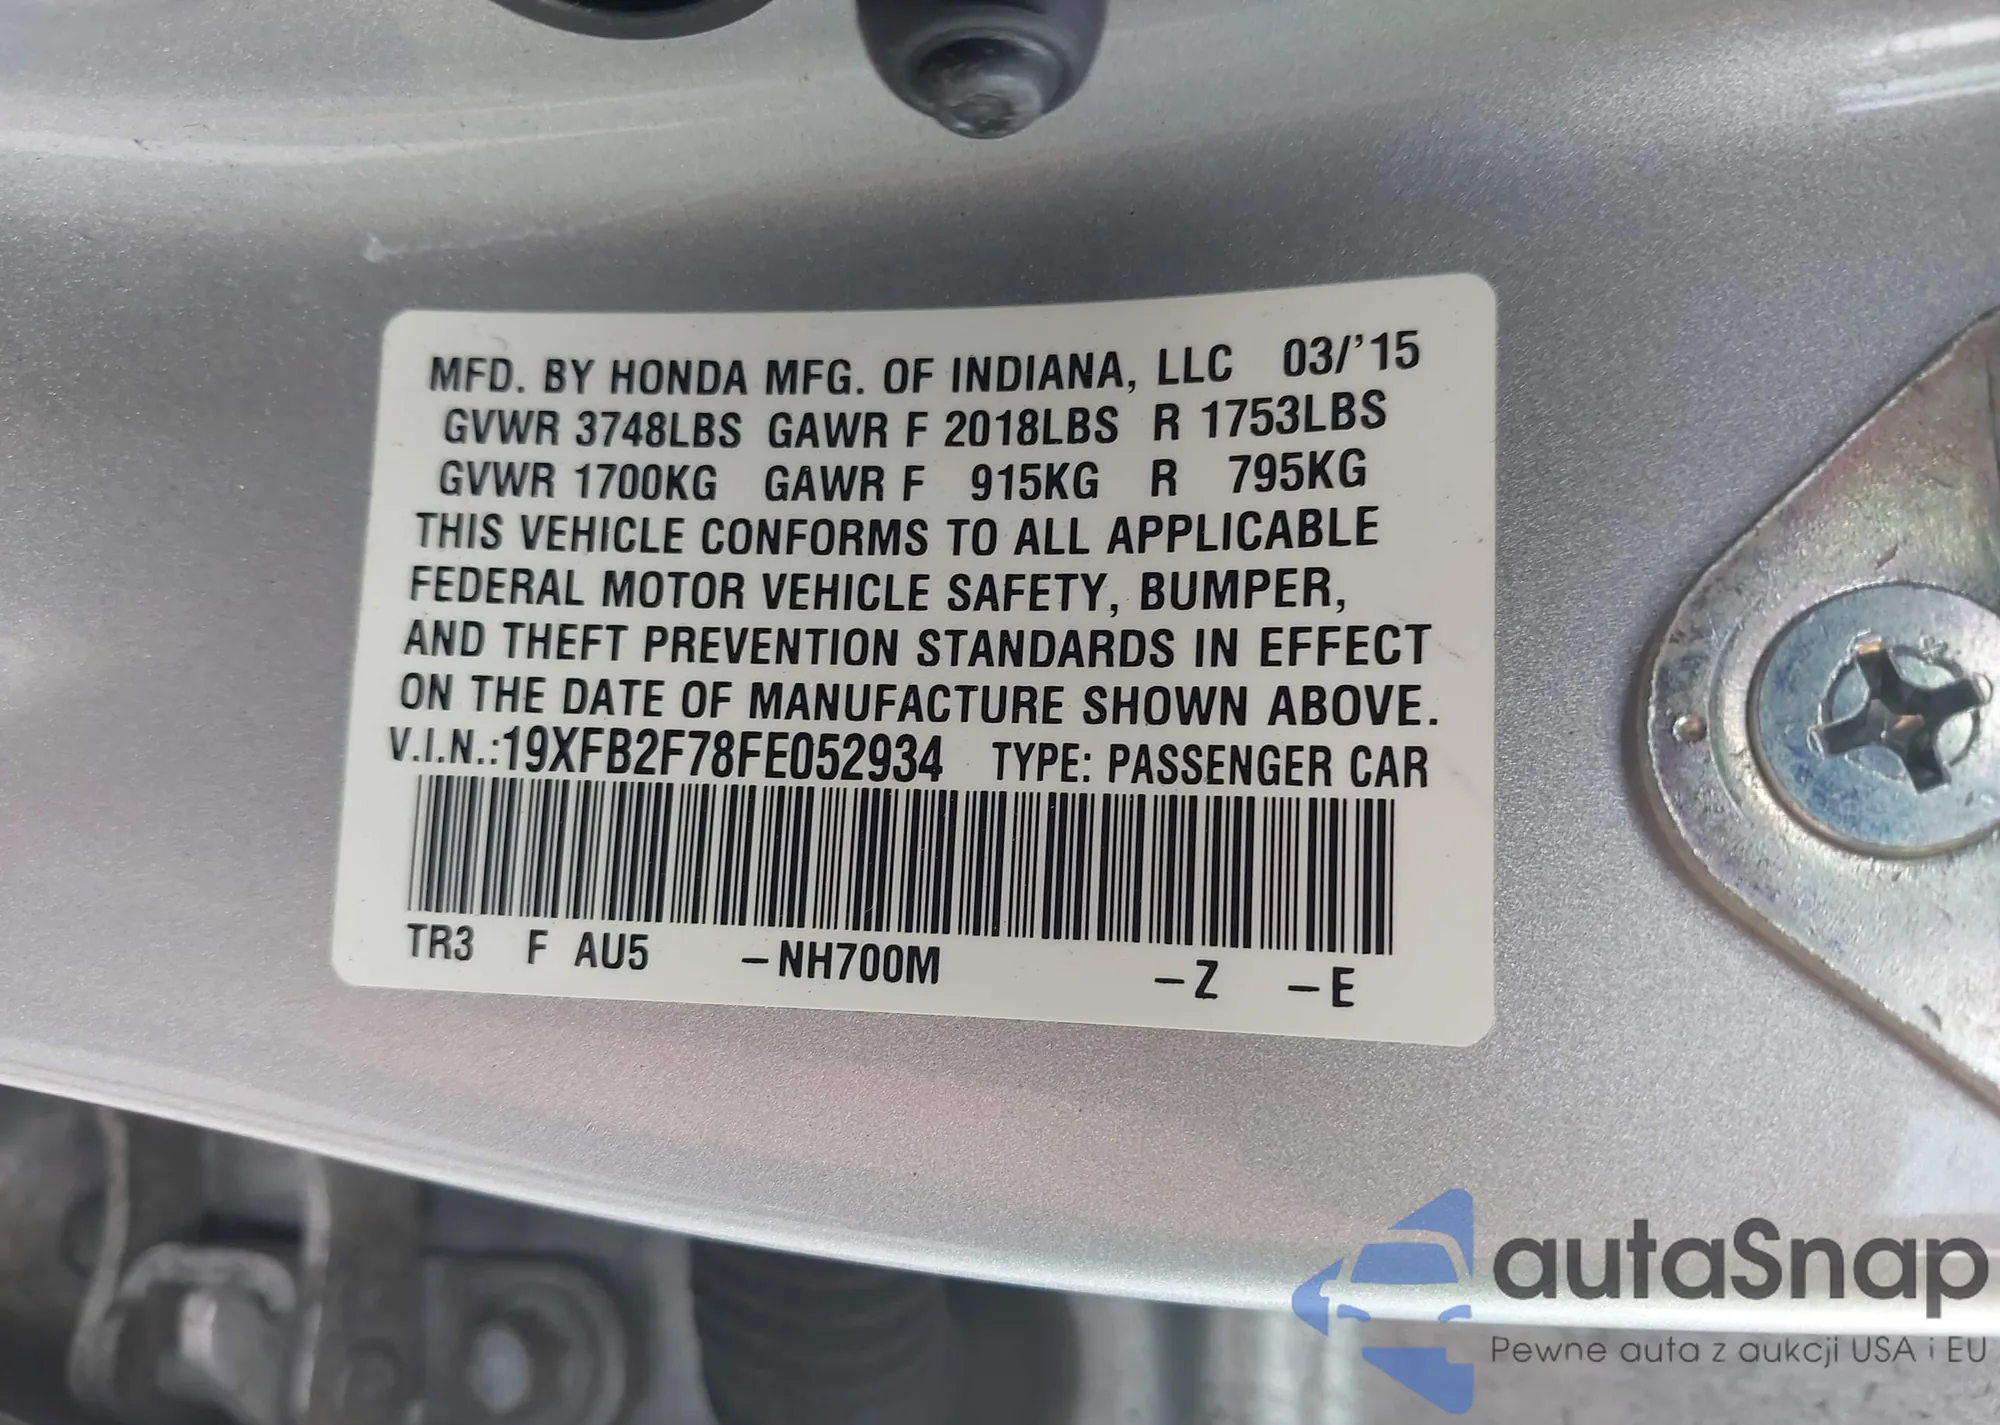 MFD. BY HONDA MFG. OF INDIANA, LLC 03/'15
GVWR 3748LBS GAWR F 2018LBS R 1753LBS
GVWR 1700KG GAWR F 915KG R 795KG
THIS VEHICLE CONFORMS TO ALL APPLICABLE
FEDERAL MOTOR VEHICLE SAFETY, BUMPER,
AND THEFT PREVENTION STANDARDS IN EFFECT
ON THE DATE OF MANUFACTURE SHOWN ABOVE.
V.I.N.:19XFB2F78FE052934 TYPE: PASSENGER CAR
TR3 F AU5 –NH700M –Z –E
autaSnap
Pewne auta z aukcji USA i EU